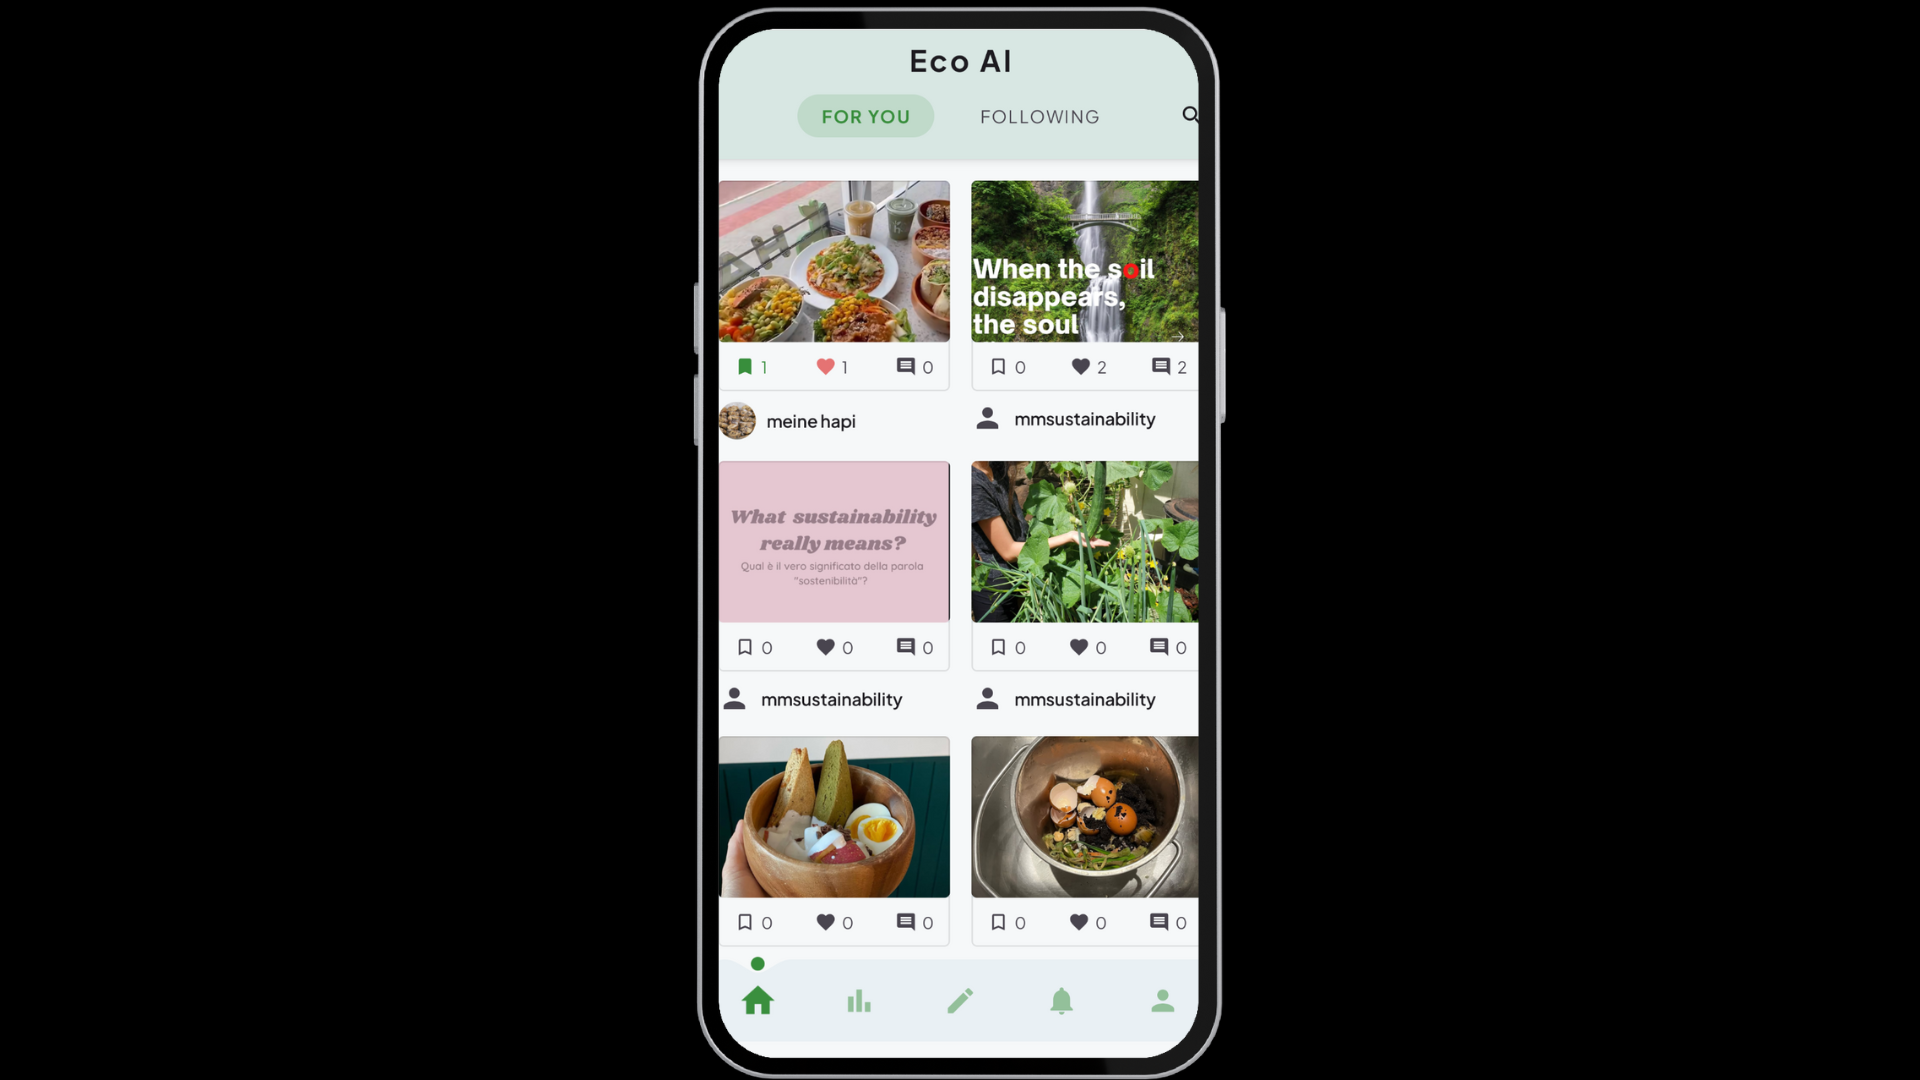 Eco AI
FOR YOU FOLLOWING
When the soil
disappears,
the soul
1 1 0
0 2 2
meine hapi
mmsustainability
What sustainability
really means?
Qual è il vero significato della parola
"sostenibilità"?
0 0 0
0 0 0
mmsustainability
mmsustainability
0 0 0
0 0 0